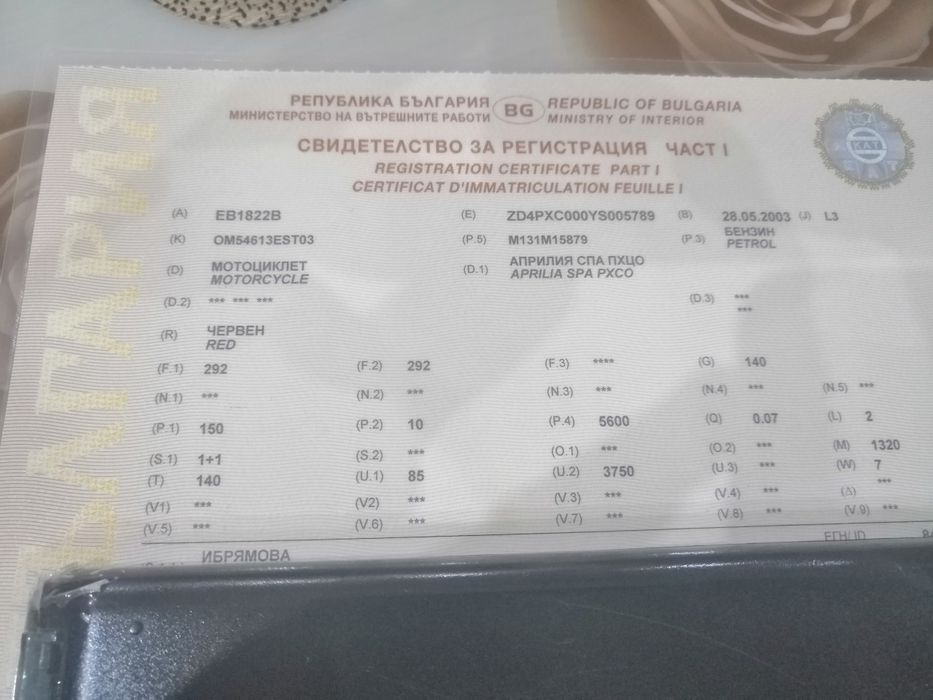 РЕПУБЛИКА БЪЛГАРИЯ BG REPUBLIC OF BULGARIA
МИНИСТЕРСТВО НА ВЪТРЕШНИТЕ РАБОТИ MINISTRY OF INTERIOR
СВИДЕТЕЛСТВО ЗА РЕГИСТРАЦИЯ ЧАСТ I
REGISTRATION CERTIFICATE PART I
CERTIFICAT D'IMMATRICULATION FEUILLE I
КАТ
(A) EB1822B (E) ZD4PXC000YS005789 (B) 28.05.2003 (J) L3
(K) OM54613EST03 (P.5) M131M15879 (P.3) БЕНЗИН
PETROL
(D) МОТОЦИКЛЕТ (D.1) АПРИЛИЯ СПА ПХЦО
MOTORCYCLE APRILIA SPA PXCO
(D.2) *** *** *** (D.3) ***
***
(R) ЧЕРВЕН
RED
(F.1) 292 (F.2) 292 (F.3) **** (G) 140
(N.1) *** (N.2) *** (N.3) *** (N.4) *** (N.5) ***
(P.1) 150 (P.2) 10 (P.4) 5600 (Q) 0.07 (L) 2
(S.1) 1+1 (S.2) *** (O.1) *** (O.2) *** (M) 1320
(T) 140 (U.1) 85 (U.2) 3750 (U.3) *** (W) 7
(V1) *** (V2) *** (V.3) *** (V.4) *** (Δ) ***
(V.5) *** (V.6) *** (V.7) *** (V.8) *** (V.9) ***
ИБРЯМОВА ЕГН/ ID